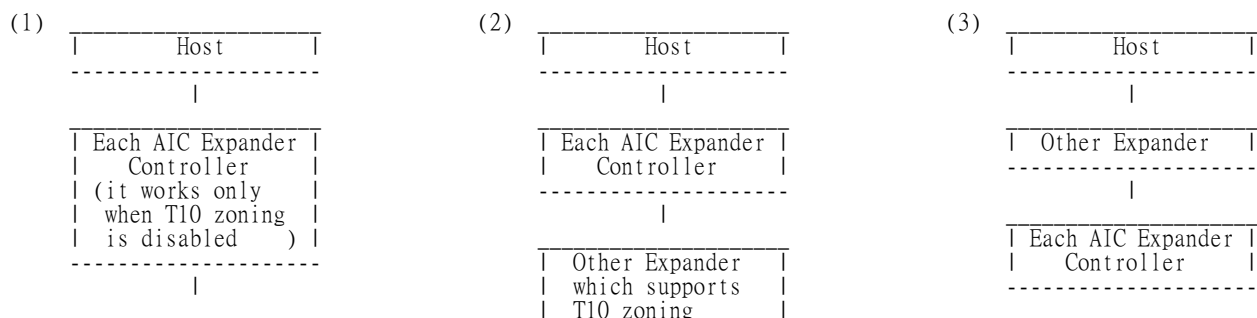 (1)
Host
Each AIC Expander
Controller
(it works only
when T10 zoning
is disabled )
(2)
Host
Each AIC Expander
Controller
Other Expander
which supports
T10 zoning
(3)
Host
Other Expander
Each AIC Expander
Controller